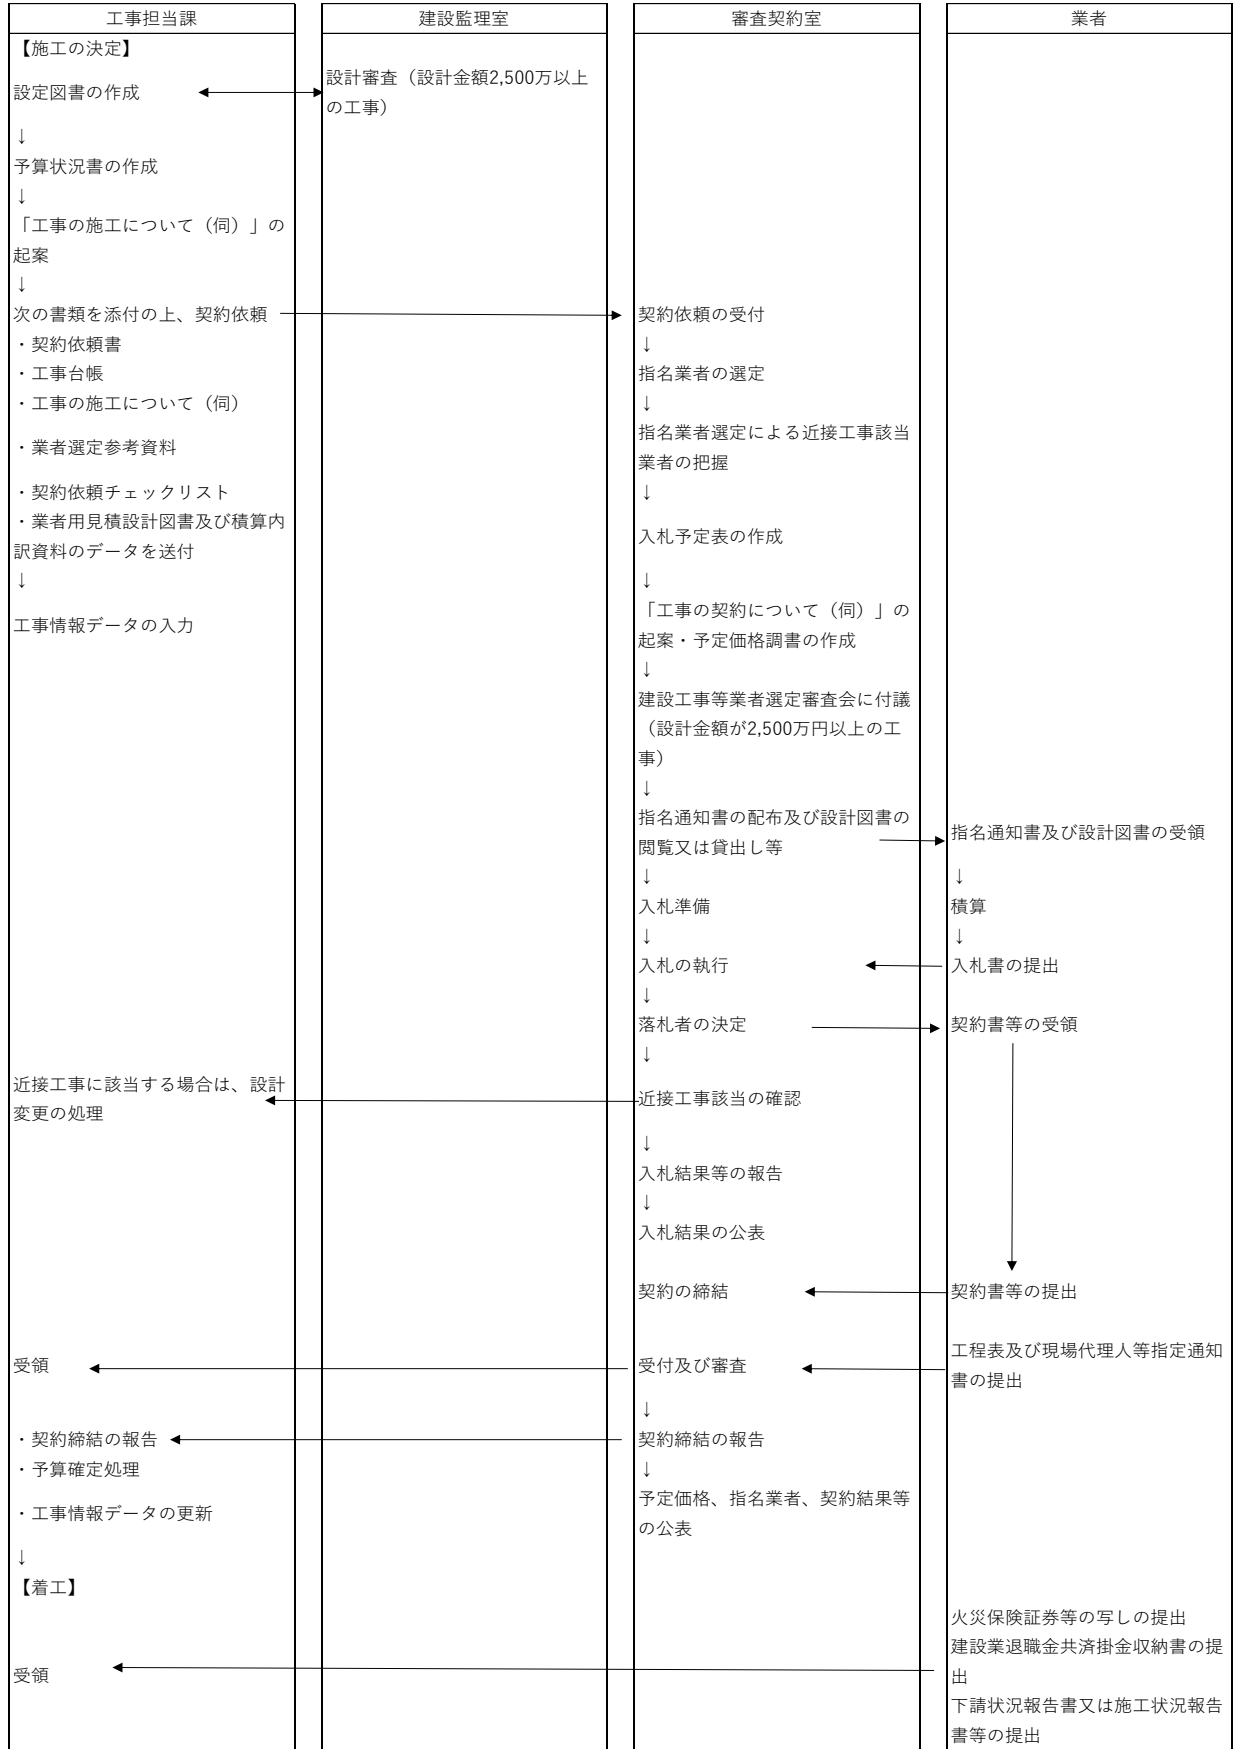 工事担当課
【施工の決定】
設定図書の作成
↓
予算状況書の作成
↓
「工事の施工について（伺）」の
起案
↓
次の書類を添付の上、契約依頼
・契約依頼書
・工事台帳
・工事の施工について（伺）
・業者選定参考資料
・契約依頼チェックリスト
・業者用見積設計図書及び積算内
訳資料のデータを送付
↓
工事情報データの入力
近接工事に該当する場合は、設計
変更の処理
受領
・契約締結の報告
・予算確定処理
・工事情報データの更新
↓
【着工】
受領
建設監理室
設計審査（設計金額2,500万以上
の工事）
審査契約室
契約依頼の受付
↓
指名業者の選定
↓
指名業者選定による近接工事該当
業者の把握
↓
入札予定表の作成
↓
「工事の契約について（伺）」の
起案・予定価格調書の作成
↓
建設工事等業者選定審査会に付議
（設計金額が2,500万円以上の工
事）
↓
指名通知書の配布及び設計図書の
閲覧又は貸出し等
↓
入札準備
↓
入札の執行
↓
落札者の決定
↓
近接工事該当の確認
↓
入札結果等の報告
↓
入札結果の公表
契約の締結
受付及び審査
↓
契約締結の報告
↓
予定価格、指名業者、契約結果等
の公表
業者
指名通知書及び設計図書の受領
↓
積算
↓
入札書の提出
契約書等の受領
契約書等の提出
工程表及び現場代理人等指定通知
書の提出
火災保険証券等の写しの提出
建設業退職金共済掛金収納書の提
出
下請状況報告書又は施工状況報告
書等の提出